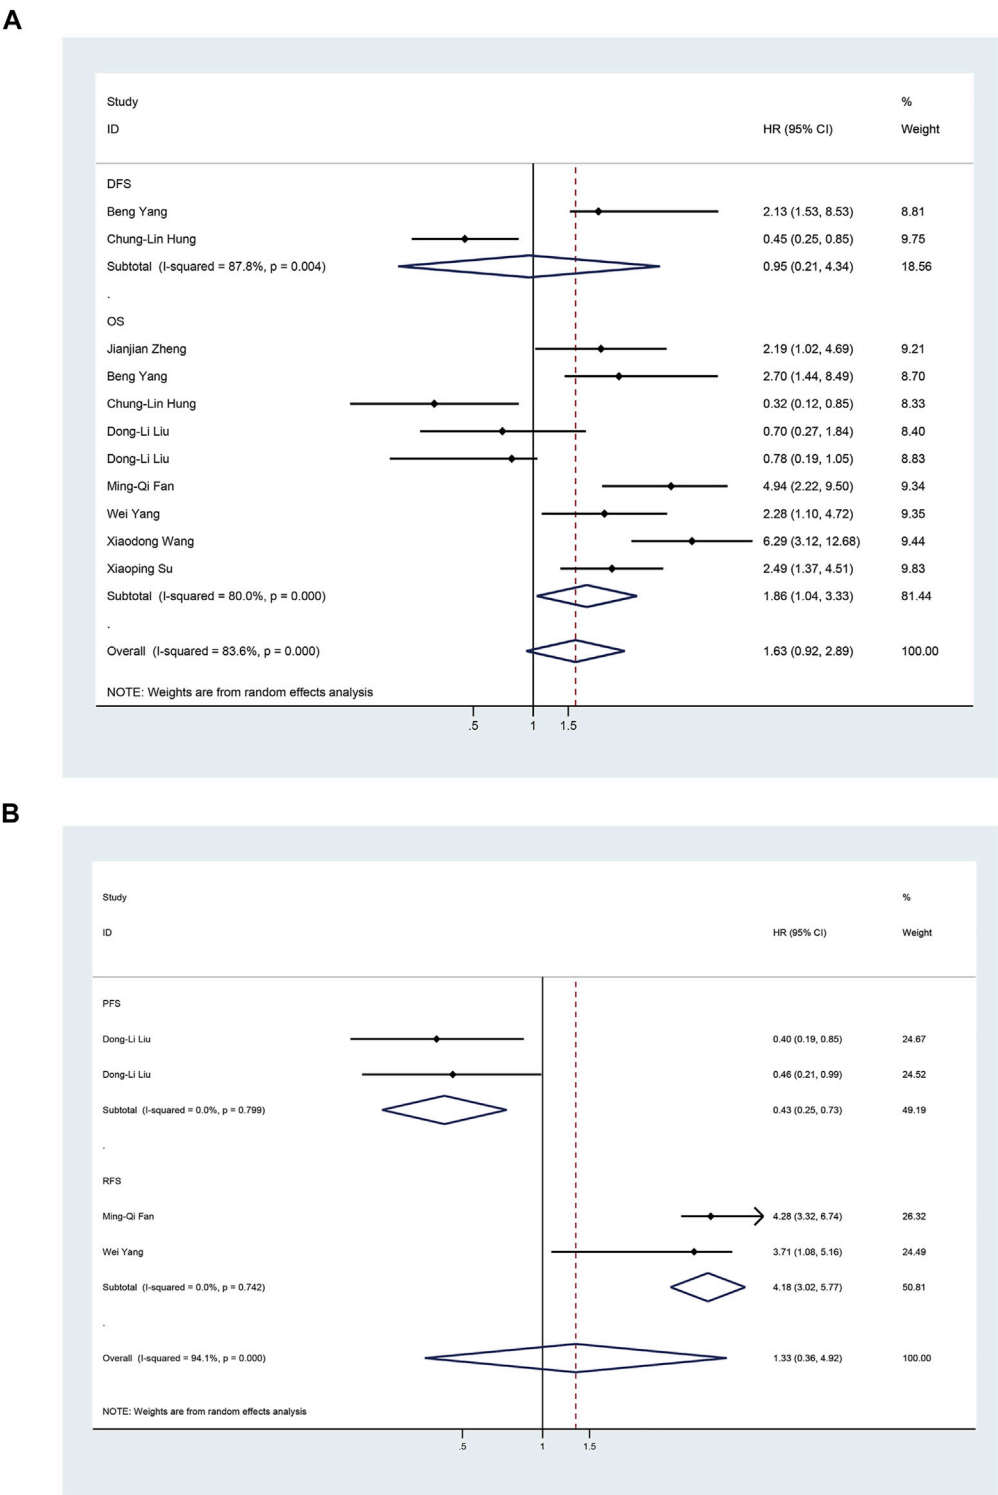 A
Study %
ID HR (95% CI) Weight
DFS
Beng Yang 2.13 (1.53, 8.53) 8.81
Chung-Lin Hung 0.45 (0.25, 0.85) 9.75
Subtotal (I-squared = 87.8%, p = 0.004) 0.95 (0.21, 4.34) 18.56
.
OS
Jianjian Zheng 2.19 (1.02, 4.69) 9.21
Beng Yang 2.70 (1.44, 8.49) 8.70
Chung-Lin Hung 0.32 (0.12, 0.85) 8.33
Dong-Li Liu 0.70 (0.27, 1.84) 8.40
Dong-Li Liu 0.78 (0.19, 1.05) 8.83
Ming-Qi Fan 4.94 (2.22, 9.50) 9.34
Wei Yang 2.28 (1.10, 4.72) 9.35
Xiaodong Wang 6.29 (3.12, 12.68) 9.44
Xiaoping Su 2.49 (1.37, 4.51) 9.83
Subtotal (I-squared = 80.0%, p = 0.000) 1.86 (1.04, 3.33) 81.44
.
Overall (I-squared = 83.6%, p = 0.000) 1.63 (0.92, 2.89) 100.00
NOTE: Weights are from random effects analysis
.5 1 1.5
B
Study %
ID HR (95% CI) Weight
PFS
Dong-Li Liu 0.40 (0.19, 0.85) 24.67
Dong-Li Liu 0.46 (0.21, 0.99) 24.52
Subtotal (I-squared = 0.0%, p = 0.799) 0.43 (0.25, 0.73) 49.19
.
RFS
Ming-Qi Fan 4.28 (3.32, 6.74) 26.32
Wei Yang 3.71 (1.08, 5.16) 24.49
Subtotal (I-squared = 0.0%, p = 0.742) 4.18 (3.02, 5.77) 50.81
.
Overall (I-squared = 94.1%, p = 0.000) 1.33 (0.36, 4.92) 100.00
NOTE: Weights are from random effects analysis
.5 1 1.5